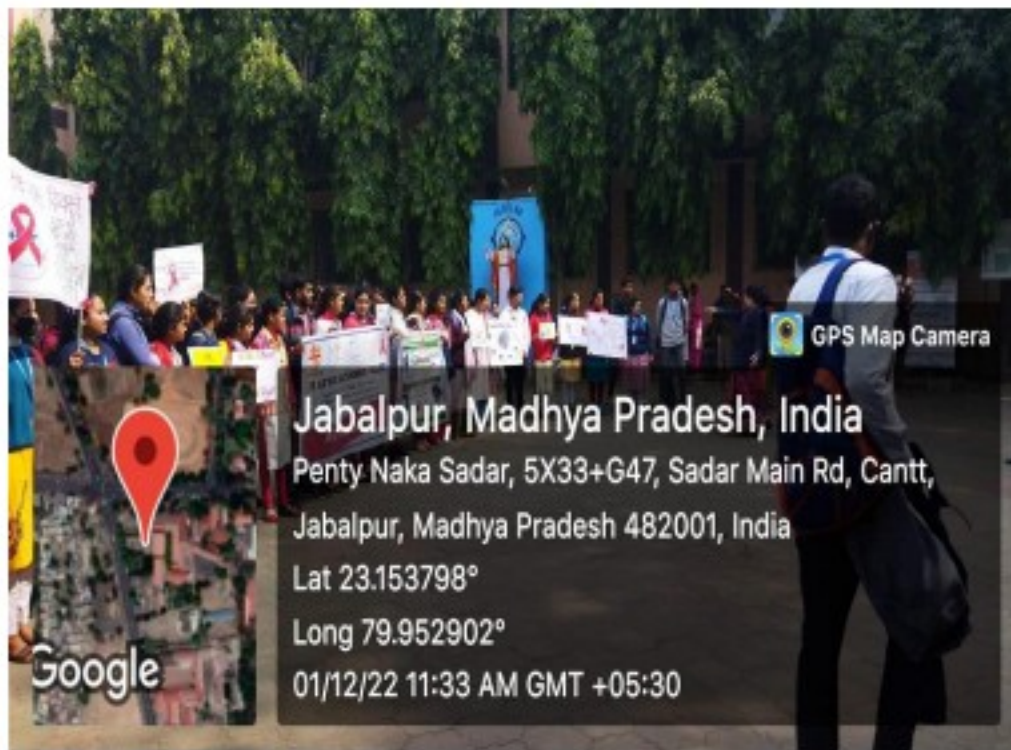 GPS Map Camera
Jabalpur, Madhya Pradesh, India
Penty Naka Sadar, 5X33+G47, Sadar Main Rd, Cantt,
Jabalpur, Madhya Pradesh 482001, India
Lat 23.153798°
Long 79.952902°
01/12/22 11:33 AM GMT +05:30
Google